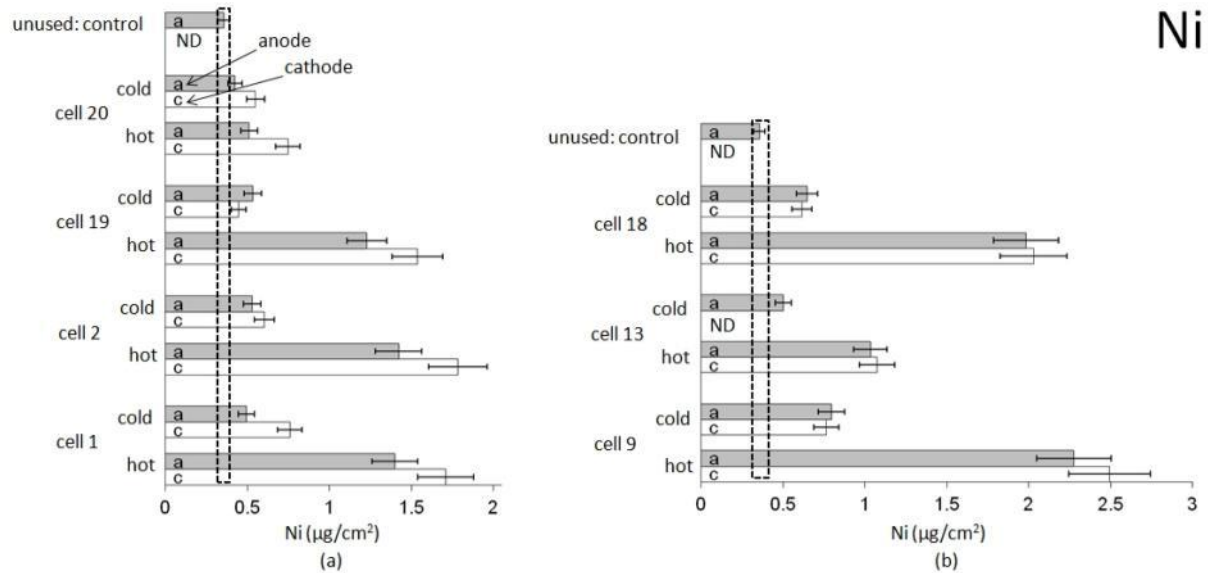 Ni
unused: control
a
ND
anode
cathode
cold
a
c
cell 20
hot
a
c
cold
a
c
cell 19
hot
a
c
cold
a
c
cell 2
hot
a
c
cold
a
c
cell 1
hot
a
c
0 0.5 1 1.5 2
Ni (µg/cm²)
(a)
unused: control
a
ND
cold
a
c
cell 18
hot
a
c
cold
a
ND
cell 13
hot
a
c
cold
a
c
cell 9
hot
a
c
0 0.5 1 1.5 2 2.5 3
Ni (µg/cm²)
(b)